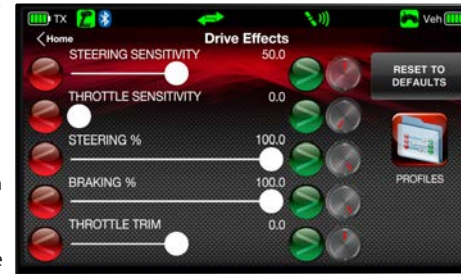 TX Veh
Home Drive Effects
STEERING SENSITIVITY 50.0
THROTTLE SENSITIVITY 0.0
STEERING % 100.0
BRAKING % 100.0
THROTTLE TRIM 0.0
RESET TO
DEFAULTS
PROFILES
e